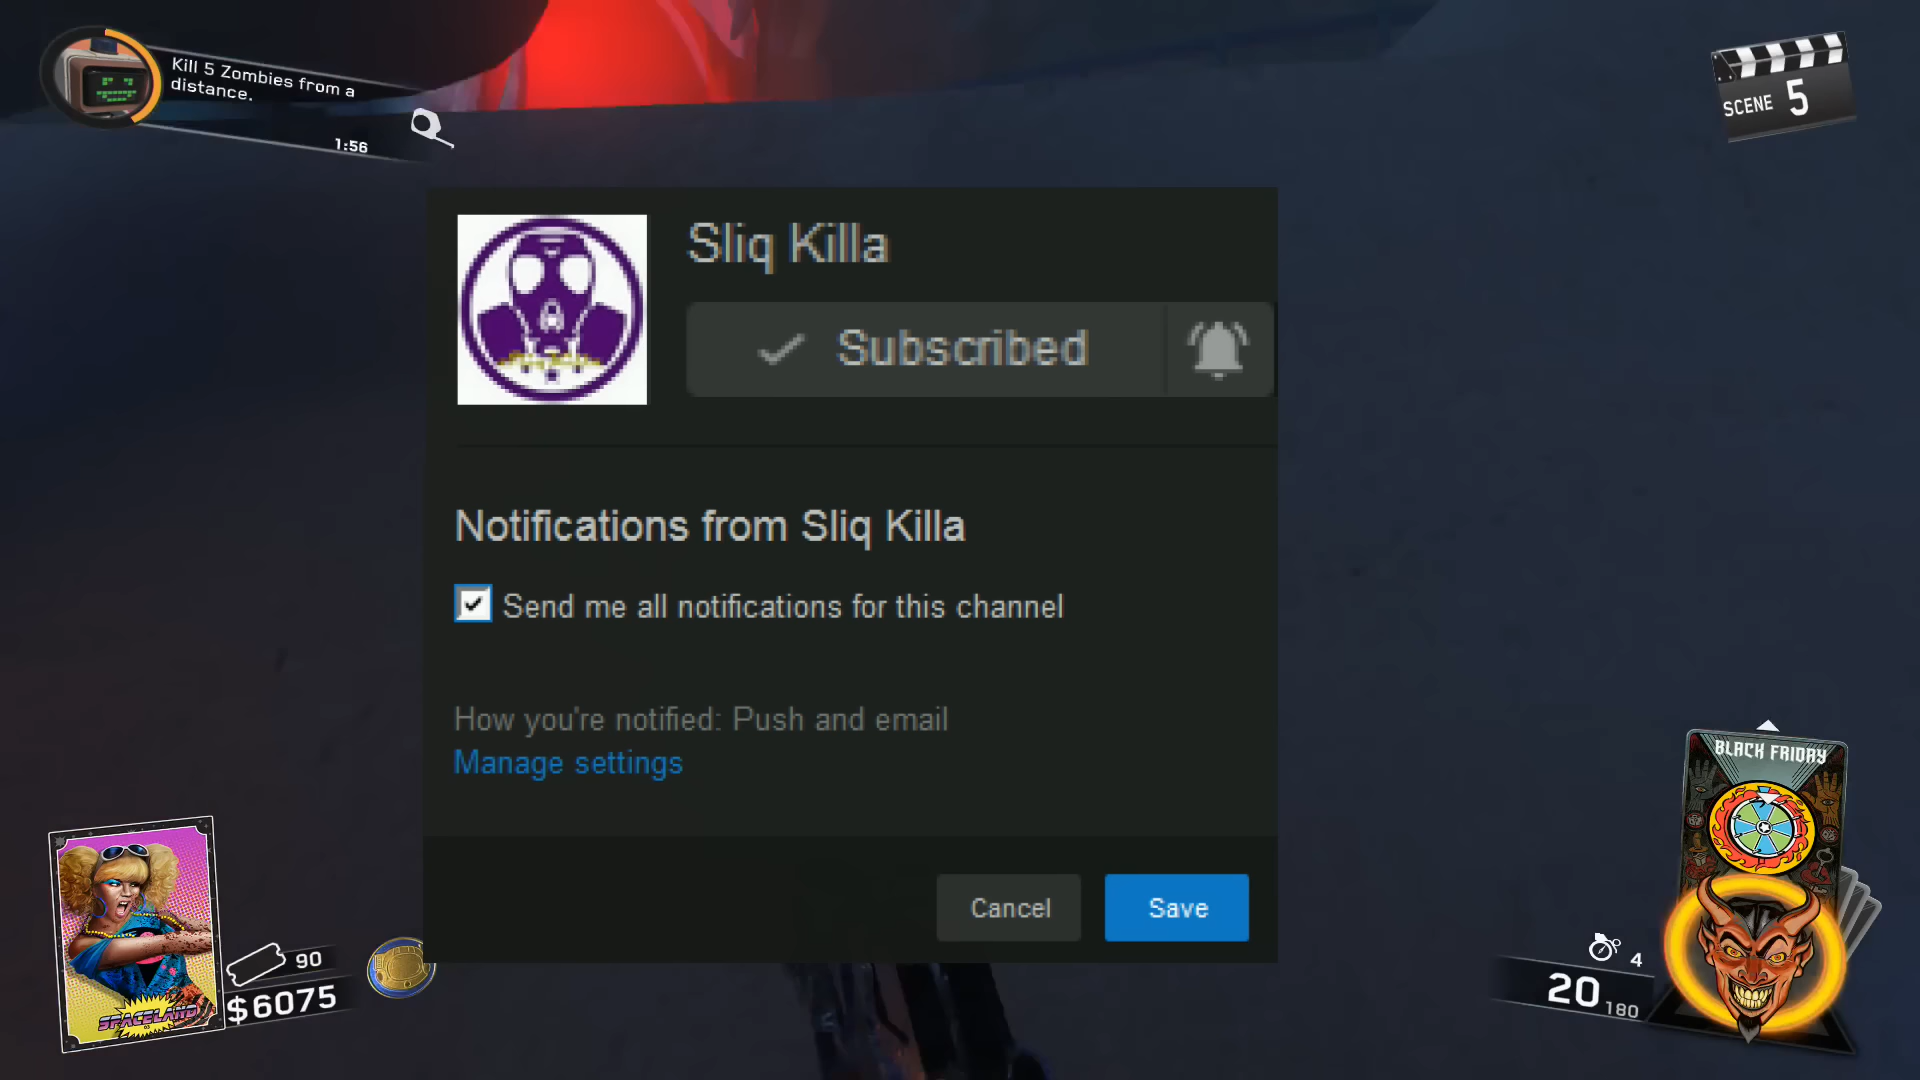 Kill 5 Zombies from a
distance.
1:56
SCENE 5
Sliq Killa
Subscribed
Notifications from Sliq Killa
Send me all notifications for this channel
How you're notified: Push and email
Manage settings
Cancel
Save
BLACK FRIDAY
SPACELAND
90
$6075
4
20 180